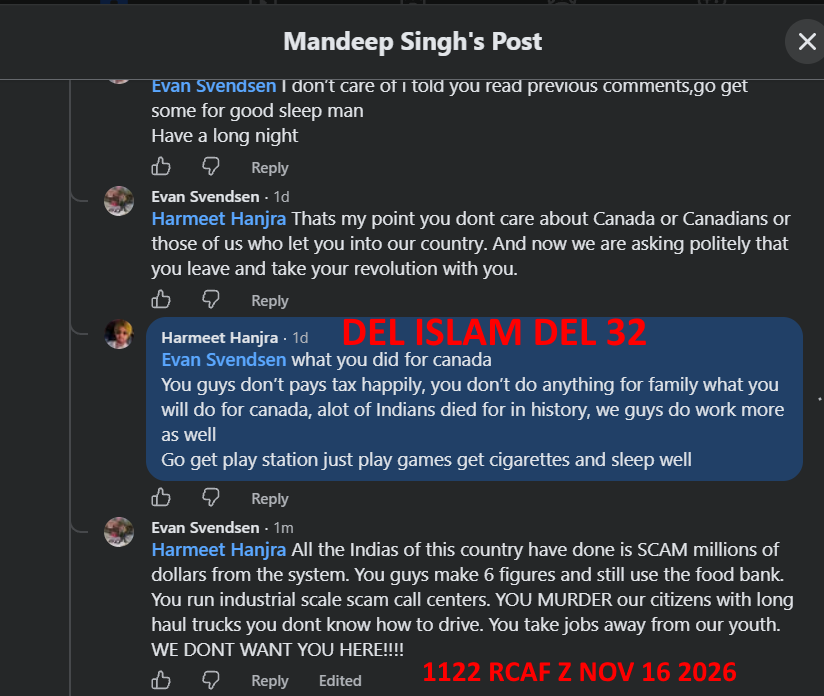 Mandeep Singh's Post
Evan Svendsen I don't care of i told you read previous comments,go get
some for good sleep man
Have a long night
Reply
Evan Svendsen · 1d
Harmeet Hanjra Thats my point you dont care about Canada or Canadians or
those of us who let you into our country. And now we are asking politely that
you leave and take your revolution with you.
Reply
Harmeet Hanjra · 1d
DEL ISLAM DEL 32
Evan Svendsen what you did for canada
You guys don't pays tax happily, you don't do anything for family what you
will do for canada, alot of Indians died for in history, we guys do work more
as well
Go get play station just play games get cigarettes and sleep well
Reply
Evan Svendsen · 1m
Harmeet Hanjra All the Indias of this country have done is SCAM millions of
dollars from the system. You guys make 6 figures and still use the food bank.
You run industrial scale scam call centers. YOU MURDER our citizens with long
haul trucks you dont know how to drive. You take jobs away from our youth.
WE DONT WANT YOU HERE!!!!
Reply Edited
1122 RCAF Z NOV 16 2026